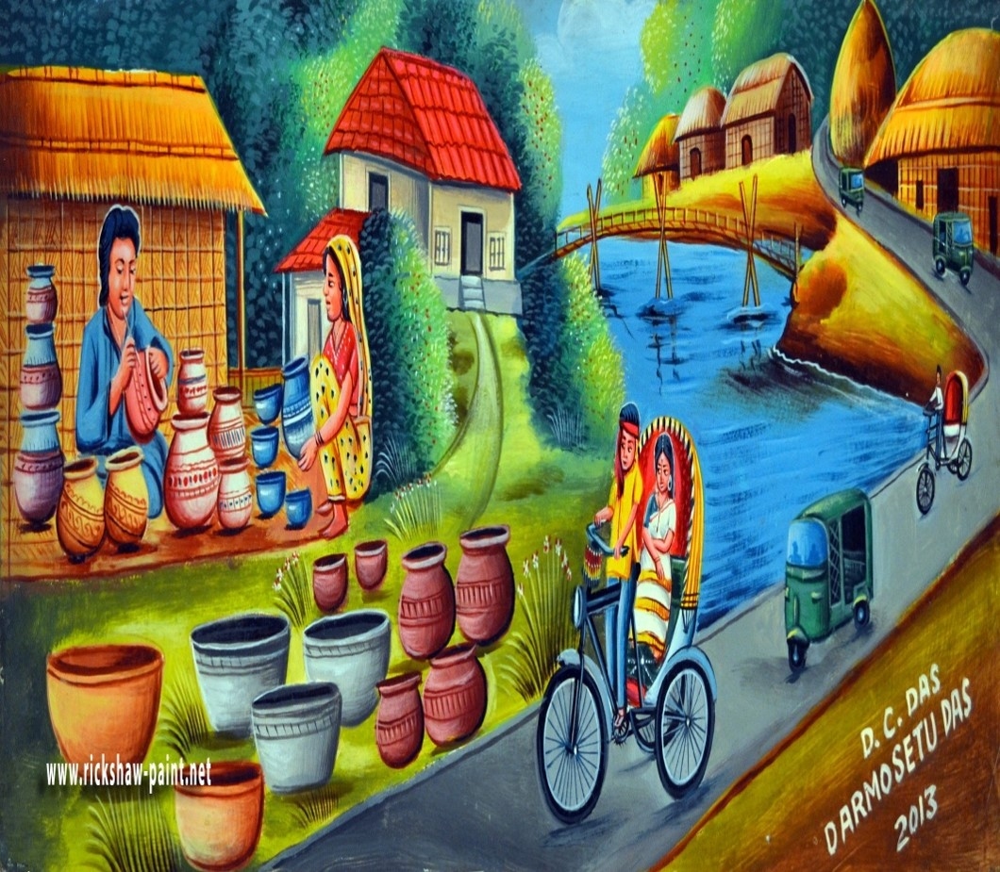 www.rickshaw-paint.net
D. C. DAS
DARMOSETU DAS
2013